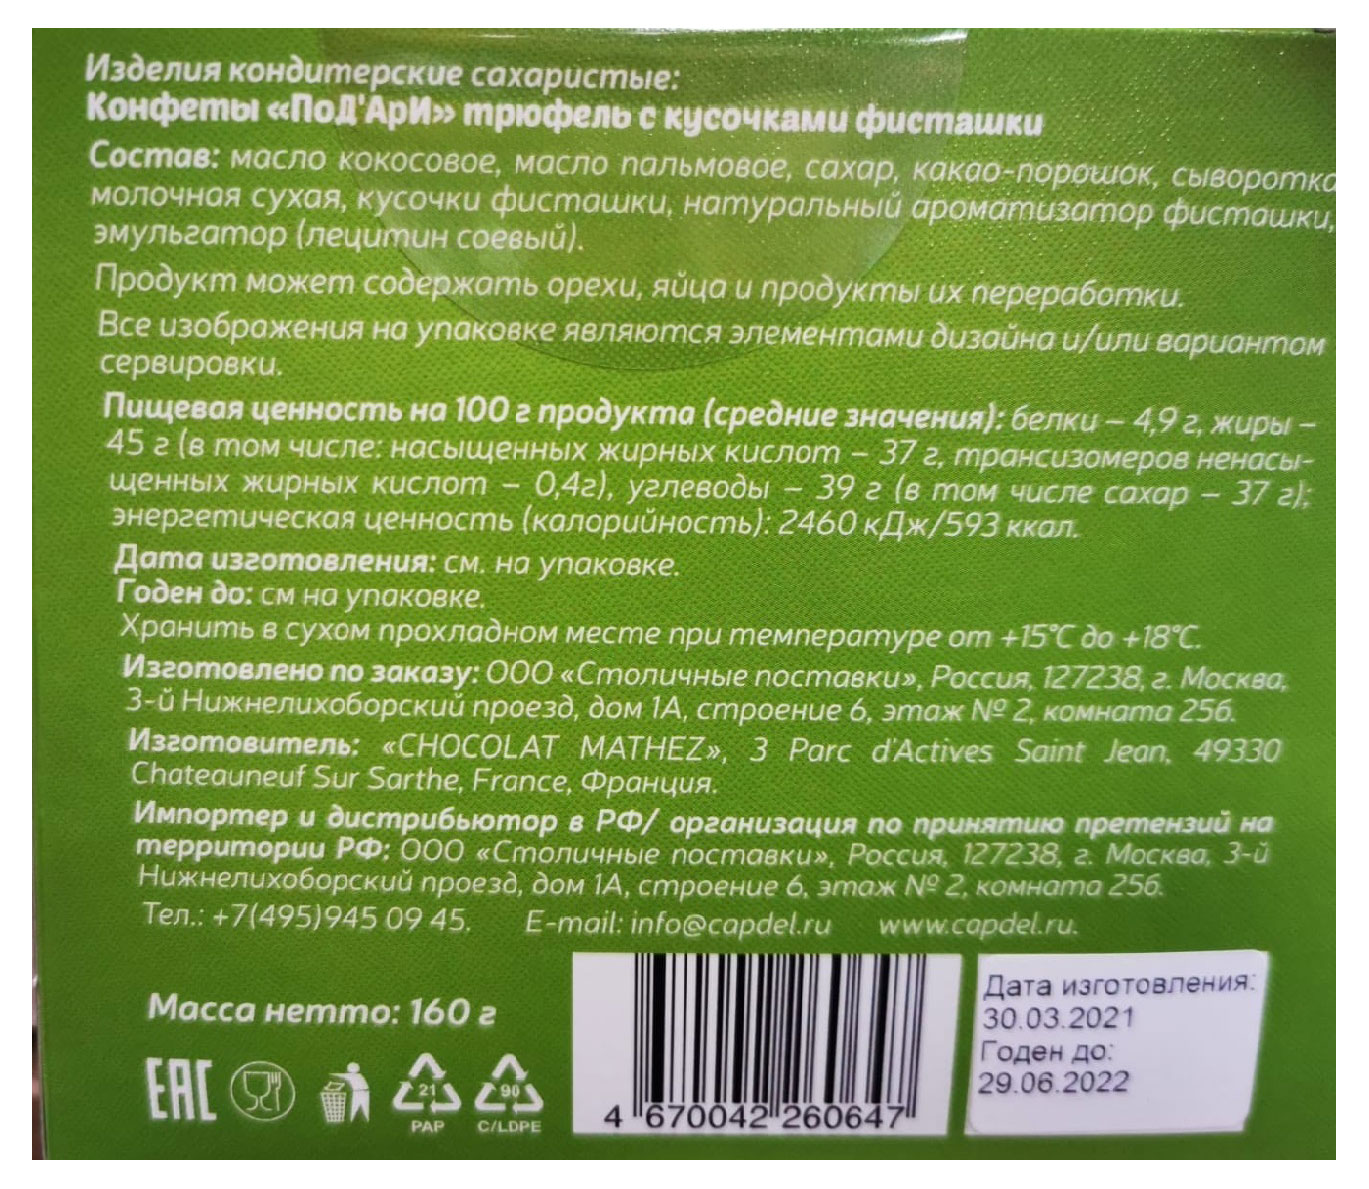 Изделия кондитерские сахаристые:
Конфеты «ПоД'АрИ» трюфель с кусочками фисташки
Состав: масло кокосовое, масло пальмовое, сахар, какао-порошок, сыворотка
молочная сухая, кусочки фисташки, натуральный ароматизатор фисташки,
эмульгатор (лецитин соевый).
Продукт может содержать орехи, яйца и продукты их переработки.
Все изображения на упаковке являются элементами дизайна и/или вариантом
сервировки.
Пищевая ценность на 100 г продукта (средние значения): белки – 4,9 г, жиры –
45 г (в том числе: насыщенных жирных кислот – 37 г, трансизомеров ненасы-
щенных жирных кислот – 0,4г), углеводы – 39 г (в том числе сахар – 37 г);
энергетическая ценность (калорийность): 2460 кДж/593 ккал.
Дата изготовления: см. на упаковке.
Годен до: см на упаковке.
Хранить в сухом прохладном месте при температуре от +15°С до +18°С.
Изготовлено по заказу: ООО «Столичные поставки», Россия, 127238, г. Москва,
3-й Нижнелихоборский проезд, дом 1А, строение 6, этаж № 2, комната 25б.
Изготовитель: «CHOCOLAT MATHEZ», 3 Parc d'Actives Saint Jean, 49330
Chateauneuf Sur Sarthe, France, Франция.
Импортер и дистрибьютор в РФ/ организация по принятию претензий на
территории РФ: ООО «Столичные поставки», Россия, 127238, г. Москва, 3-й
Нижнелихоборский проезд, дом 1А, строение 6, этаж № 2, комната 25б.
Тел.: +7(495)945 09 45. E-mail: info@capdel.ru www.capdel.ru.
Масса нетто: 160 г
EAC
21
PAP
90
C/LDPE
4 670042 260647
Дата изготовления:
30.03.2021
Годен до:
29.06.2022